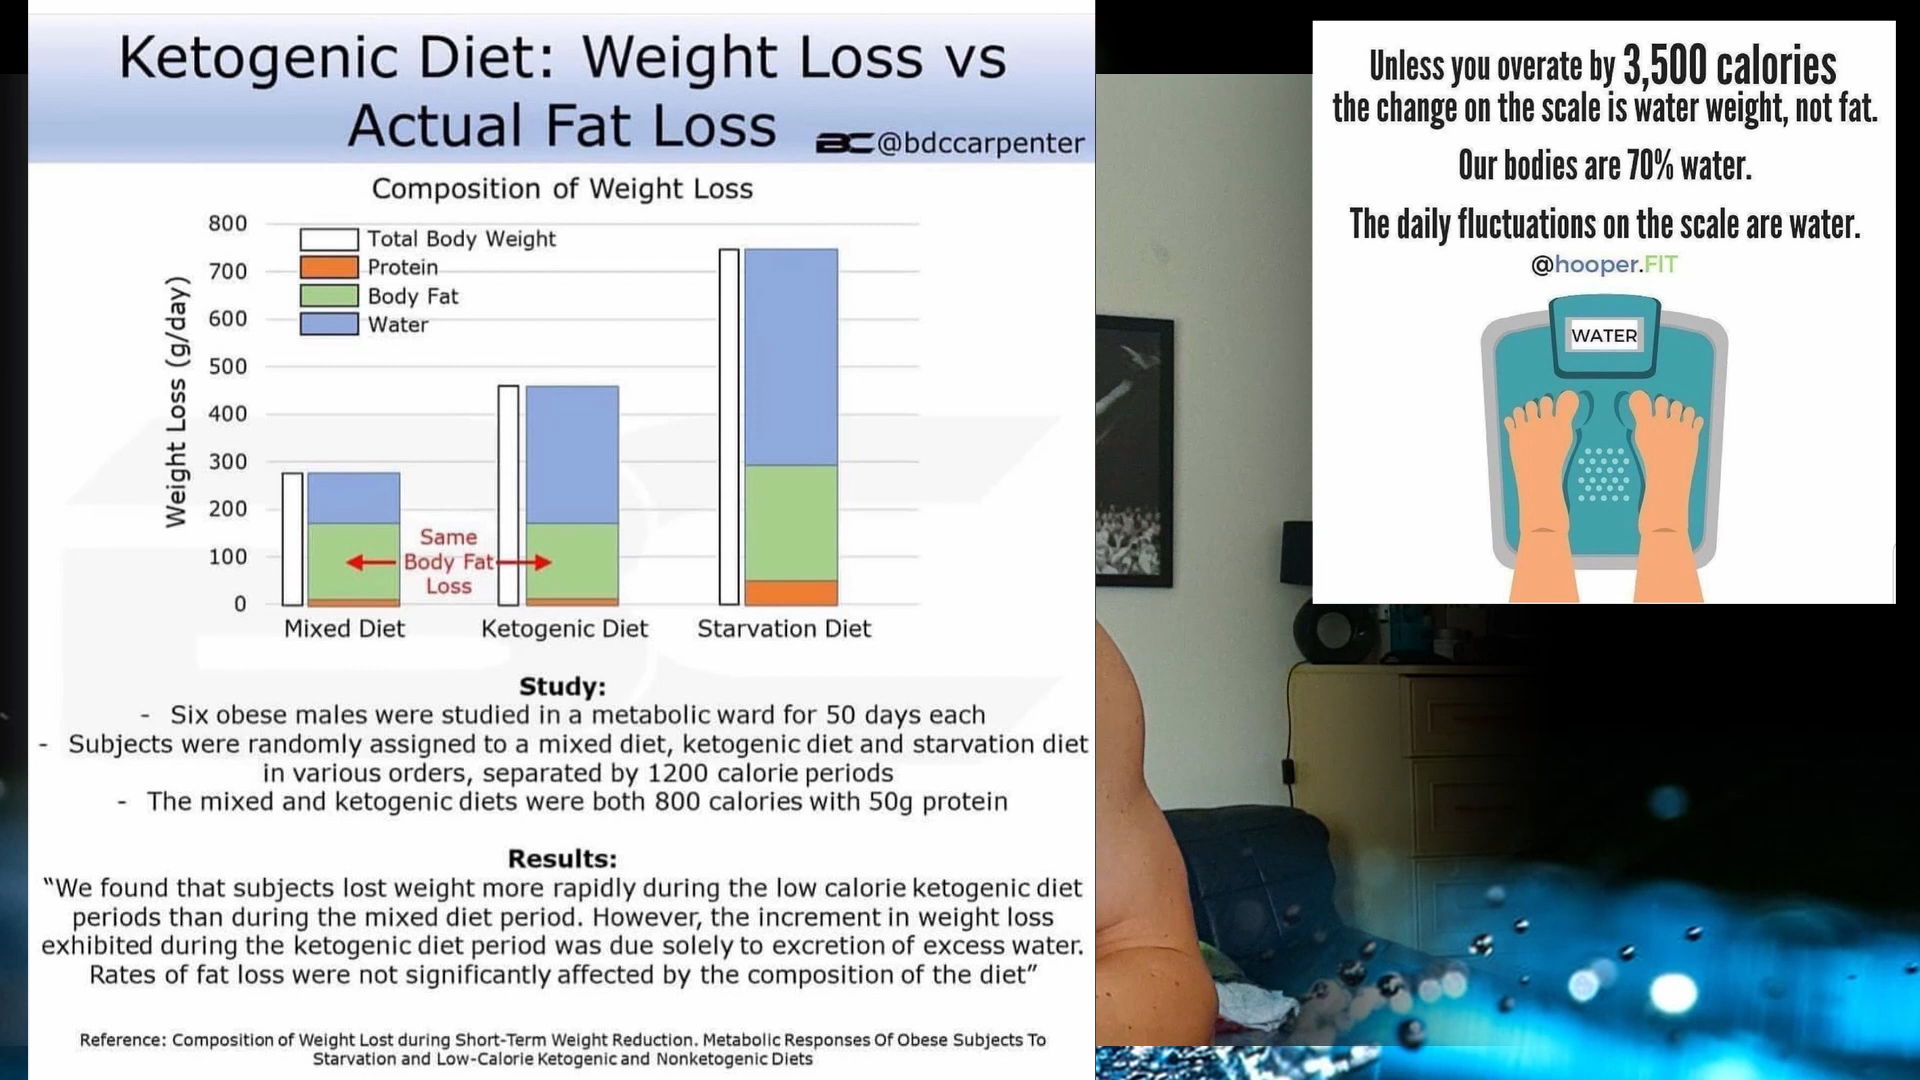 Ketogenic Diet: Weight Loss vs
Actual Fat Loss
BC @bdccarpenter
Composition of Weight Loss
Weight Loss (g/day)
800
700
600
500
400
300
200
100
0
Total Body Weight
Protein
Body Fat
Water
Same
Body Fat
Loss
Mixed Diet
Ketogenic Diet
Starvation Diet
Study:
- Six obese males were studied in a metabolic ward for 50 days each
- Subjects were randomly assigned to a mixed diet, ketogenic diet and starvation diet
in various orders, separated by 1200 calorie periods
- The mixed and ketogenic diets were both 800 calories with 50g protein
Results:
“We found that subjects lost weight more rapidly during the low calorie ketogenic diet
periods than during the mixed diet period. However, the increment in weight loss
exhibited during the ketogenic diet period was due solely to excretion of excess water.
Rates of fat loss were not significantly affected by the composition of the diet”
Reference: Composition of Weight Lost during Short-Term Weight Reduction. Metabolic Responses Of Obese Subjects To
Starvation and Low-Calorie Ketogenic and Nonketogenic Diets
Unless you overate by 3,500 calories
the change on the scale is water weight, not fat.
Our bodies are 70% water.
The daily fluctuations on the scale are water.
@hooper.FIT
WATER